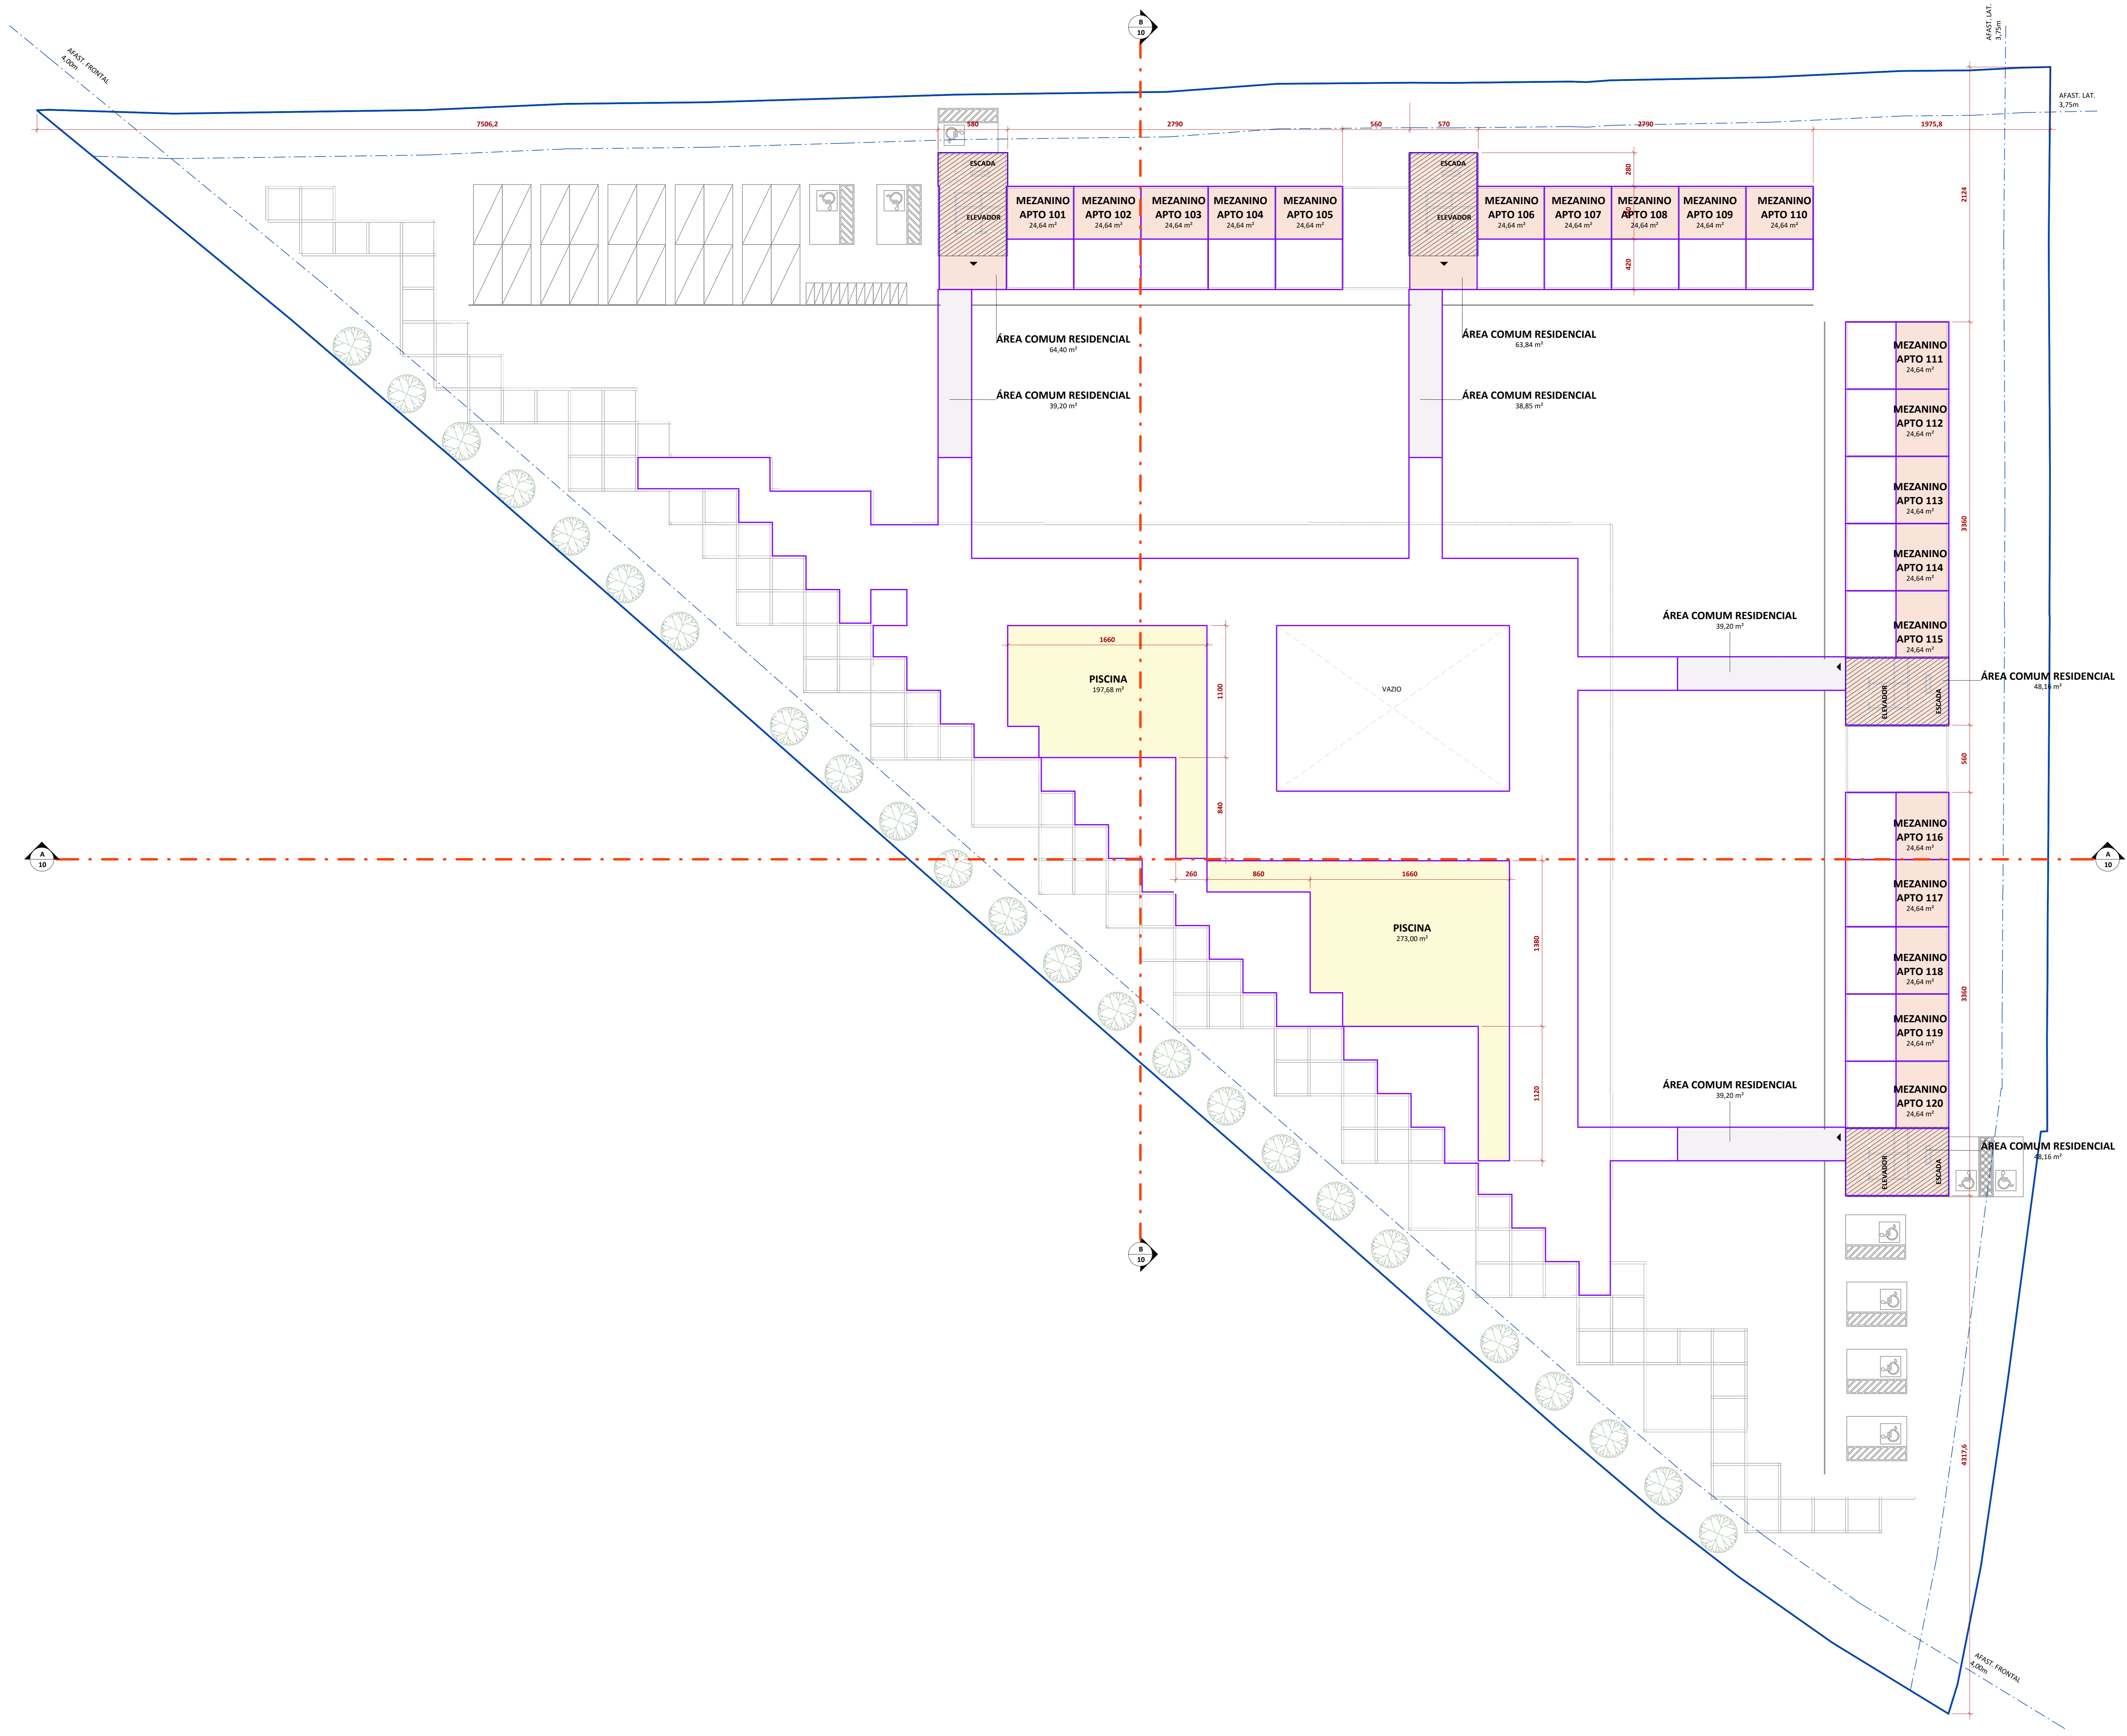 B
10
AFAST. FRONTAL
4,00m
AFAST. LAT.
3,75m
AFAST. LAT.
3,75m
7506,2
580
2790
560
570
2790
1975,8
ESCADA
ELEVADOR
MEZANINO
APTO 101
24,64 m²
MEZANINO
APTO 102
24,64 m²
MEZANINO
APTO 103
24,64 m²
MEZANINO
APTO 104
24,64 m²
MEZANINO
APTO 105
24,64 m²
ESCADA
ELEVADOR
MEZANINO
APTO 106
24,64 m²
MEZANINO
APTO 107
24,64 m²
MEZANINO
APTO 108
24,64 m²
MEZANINO
APTO 109
24,64 m²
MEZANINO
APTO 110
24,64 m²
280
420
2124
ÁREA COMUM RESIDENCIAL
64,40 m²
ÁREA COMUM RESIDENCIAL
63,84 m²
ÁREA COMUM RESIDENCIAL
39,20 m²
ÁREA COMUM RESIDENCIAL
38,85 m²
MEZANINO
APTO 111
24,64 m²
MEZANINO
APTO 112
24,64 m²
MEZANINO
APTO 113
24,64 m²
MEZANINO
APTO 114
24,64 m²
MEZANINO
APTO 115
24,64 m²
3360
ÁREA COMUM RESIDENCIAL
39,20 m²
ÁREA COMUM RESIDENCIAL
48,16 m²
ELEVADOR
ESCADA
1660
PISCINA
197,68 m²
1100
840
VAZIO
560
MEZANINO
APTO 116
24,64 m²
MEZANINO
APTO 117
24,64 m²
MEZANINO
APTO 118
24,64 m²
MEZANINO
APTO 119
24,64 m²
MEZANINO
APTO 120
24,64 m²
3360
A
10
A
10
260
860
1660
PISCINA
273,00 m²
1380
1120
ÁREA COMUM RESIDENCIAL
39,20 m²
ÁREA COMUM RESIDENCIAL
48,16 m²
ELEVADOR
ESCADA
B
10
4317,6
AFAST. FRONTAL
4,00m